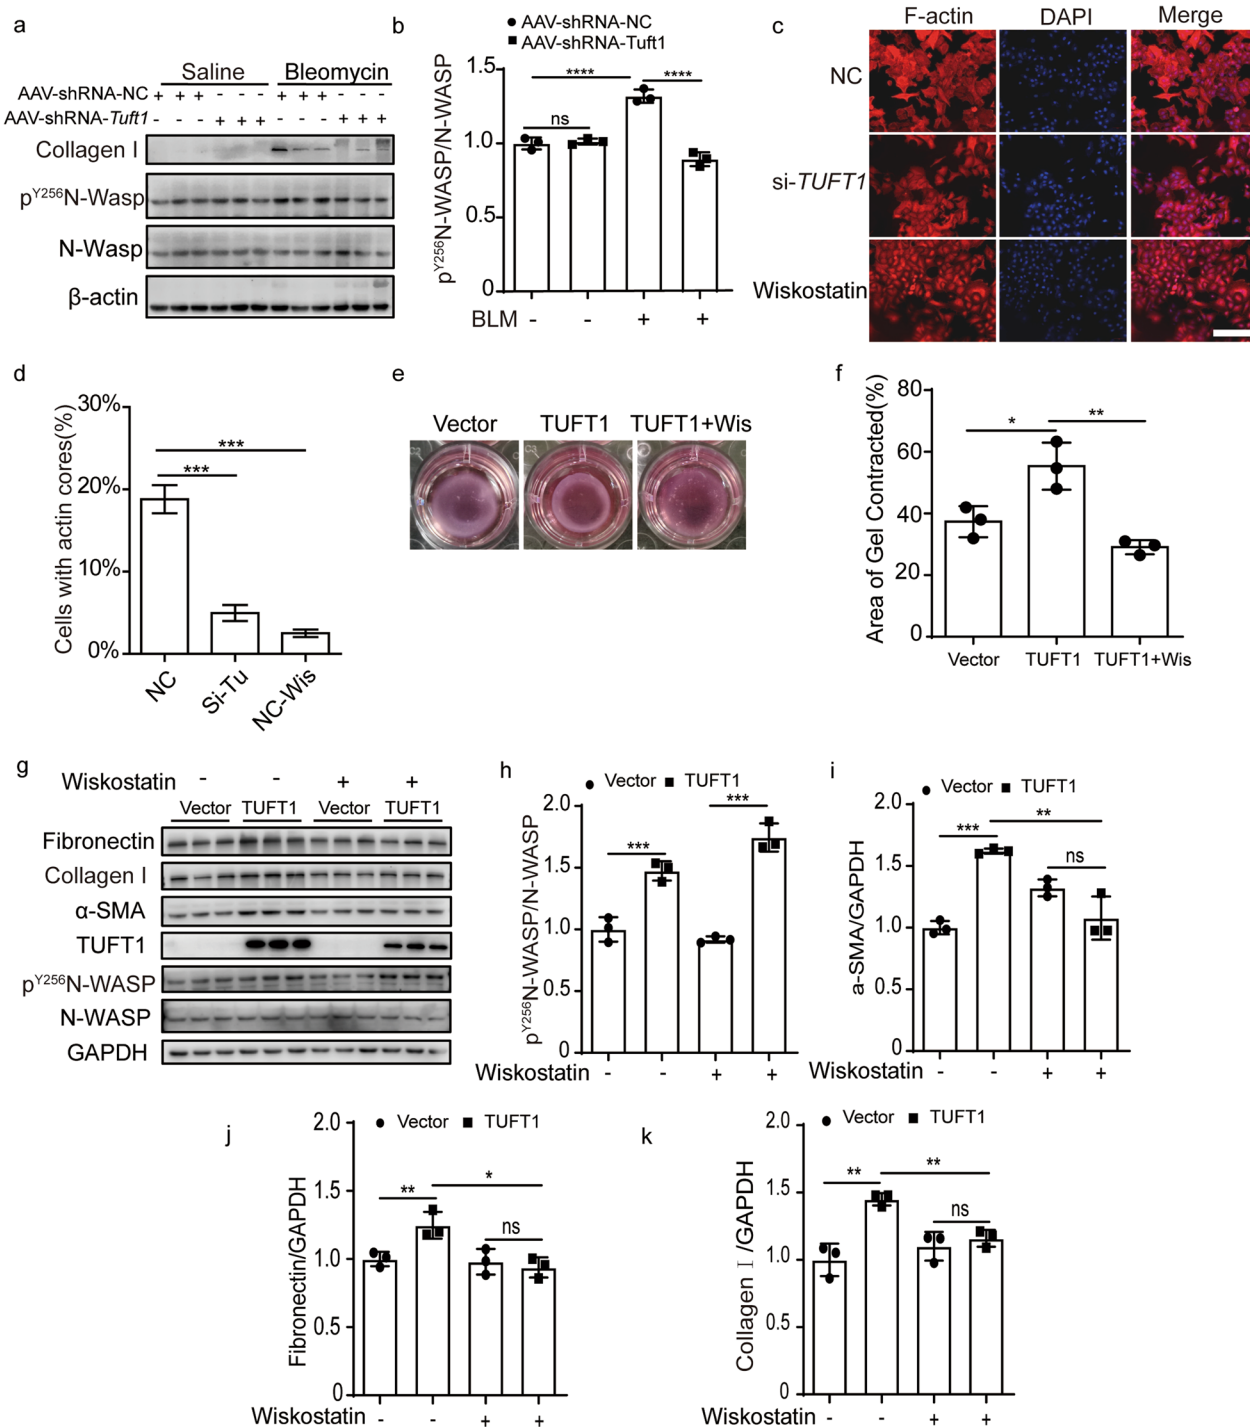 a
Saline Bleomycin
AAV-shRNA-NC + + + - - - + + + - - -
AAV-shRNA-Tuft1 - - - + + + - - - + + +
Collagen I
pY256N-Wasp
N-Wasp
β-actin
b
AAV-shRNA-NC
AAV-shRNA-Tuft1
pY256N-WASP/N-WASP
1.5
1.0
0.5
0
**** ****
ns
BLM - - + +
c
F-actin DAPI Merge
NC
si-TUFT1
Wiskostatin
d
Cells with actin cores(%)
30%
20%
10%
0%
***
***
NC Si-Tu NC-Wis
e
Vector TUFT1 TUFT1+Wis
f
Area of Gel Contracted(%)
80
60
40
20
0
* **
Vector TUFT1 TUFT1+Wis
g
Wiskostatin - - + +
Vector TUFT1 Vector TUFT1
Fibronectin
Collagen I
α-SMA
TUFT1
pY256N-WASP
N-WASP
GAPDH
h
Vector TUFT1
pY256N-WASP/N-WASP
2.0
1.5
1.0
0.5
0
*** ***
Wiskostatin - - + +
i
Vector TUFT1
a-SMA/GAPDH
2.0
1.5
1.0
0.5
0
*** **
ns
Wiskostatin - - + +
j
Vector TUFT1
Fibronectin/GAPDH
2.0
1.5
1.0
0.5
0
** *
ns
Wiskostatin - - + +
k
Vector TUFT1
Collagen I /GAPDH
2.0
1.5
1.0
0.5
0
** **
ns
Wiskostatin - - + +